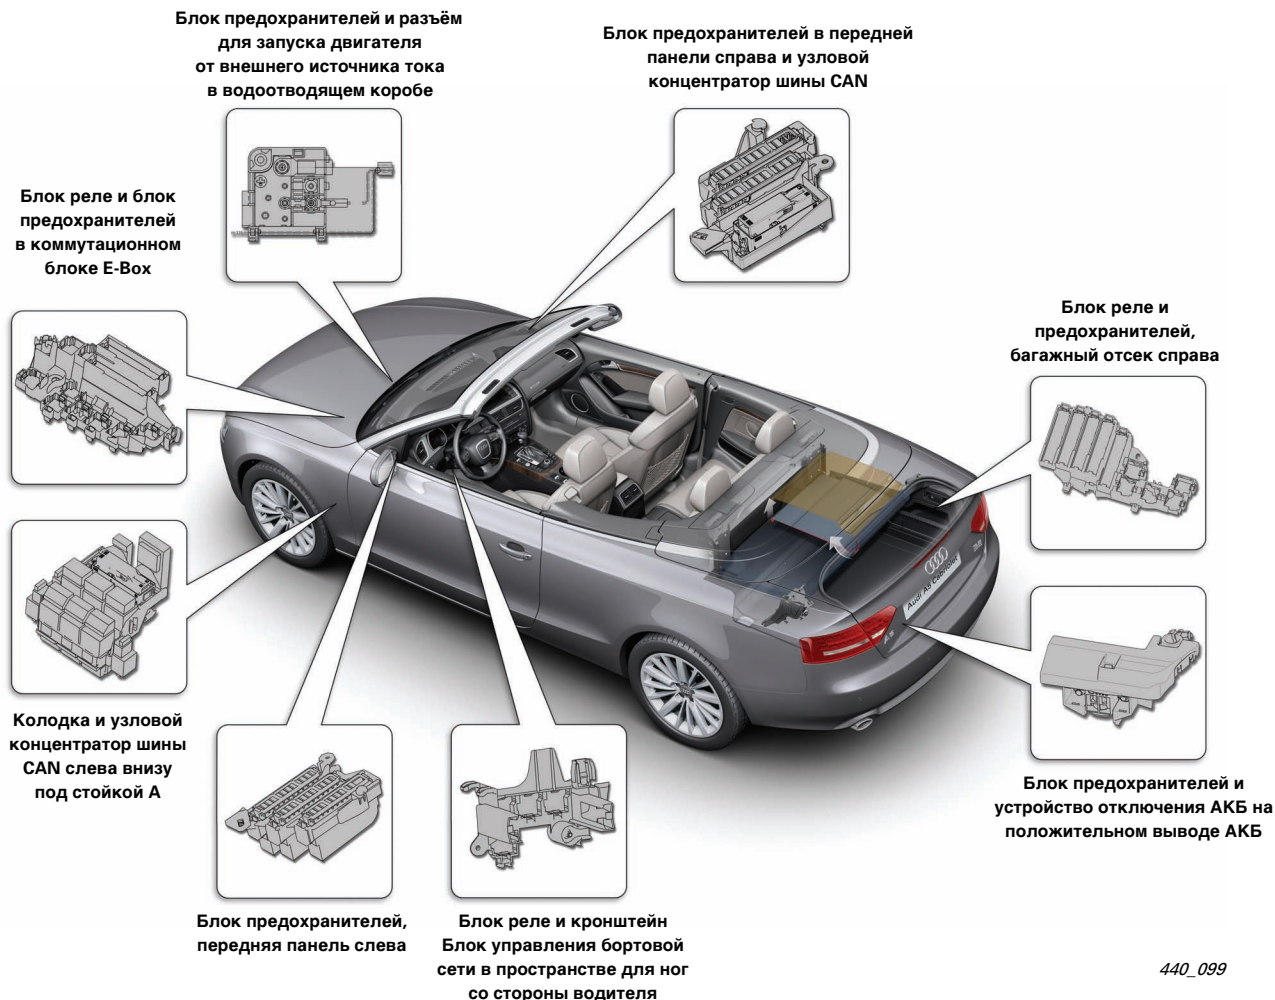 Блок предохранителей и разъём
для запуска двигателя
от внешнего источника тока
в водоотводящем коробе
Блок предохранителей в передней
панели справа и узловой
концентратор шины CAN
Блок реле и блок
предохранителей
в коммутационном
блоке E-Box
Блок реле и
предохранителей,
багажный отсек справа
Audi A5 Cabriolet
Колодка и узловой
концентратор шины
CAN слева внизу
под стойкой А
Блок предохранителей и
устройство отключения АКБ на
положительном выводе АКБ
Блок предохранителей,
передняя панель слева
Блок реле и кронштейн
Блок управления бортовой
сети в пространстве для ног
со стороны водителя
440_099